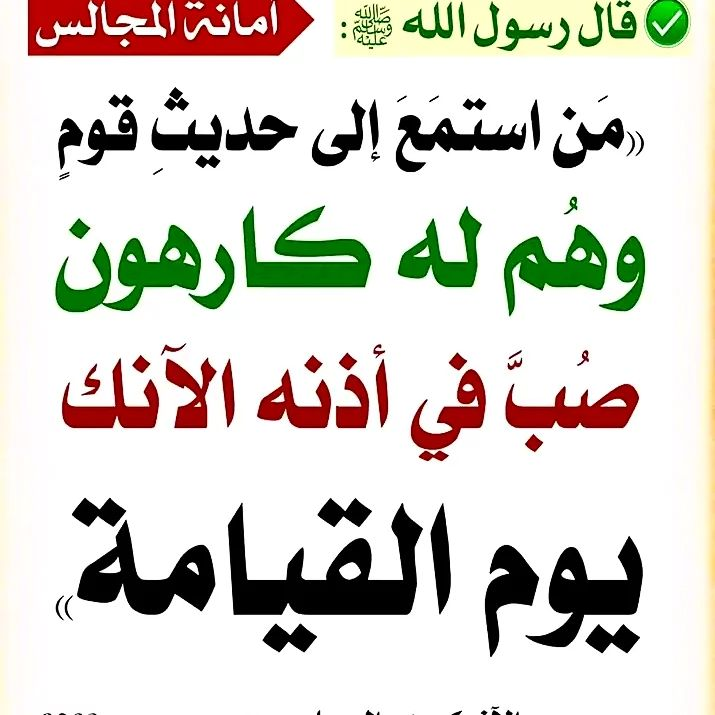 قال رسول الله ﷺ :
أمانة المجالس
((مَن استمَعَ إلى حديثِ قومٍ
وهُم له كارهون
صُبَّ في أذنه الآنك
يوم القيامة))